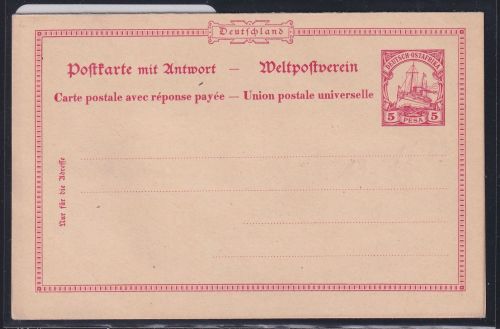 Deutschland
Postkarte mit Antwort — Weltpostverein
Carte postale avec réponse payée — Union postale universelle
DEUTSCH-OSTAFRIKA
5 PESA 5
Nur für die Adresse